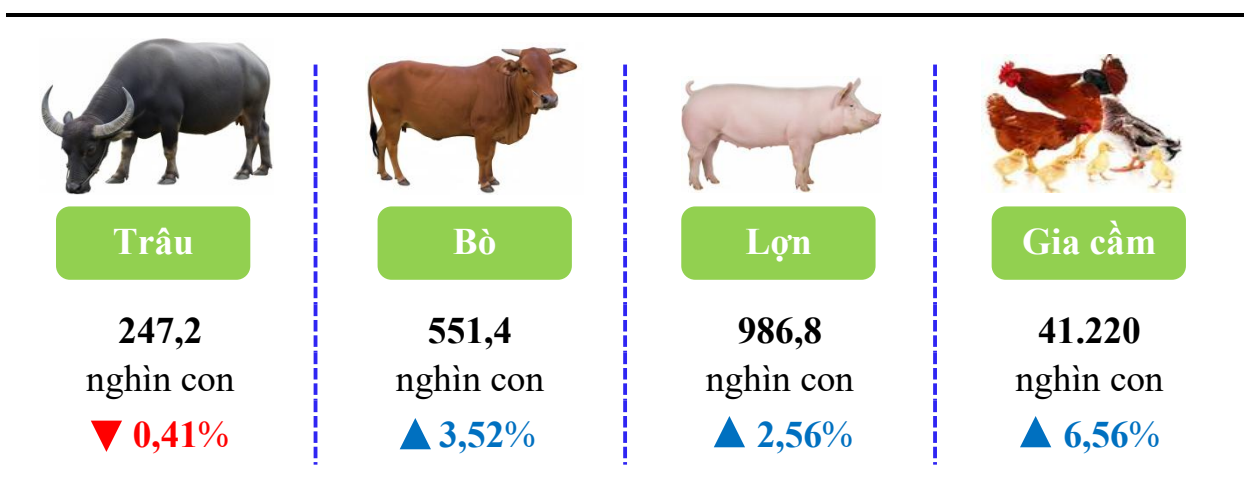 Trâu
247,2
nghìn con
▼ 0,41%
Bò
551,4
nghìn con
▲ 3,52%
Lợn
986,8
nghìn con
▲ 2,56%
Gia cầm
41.220
nghìn con
▲ 6,56%